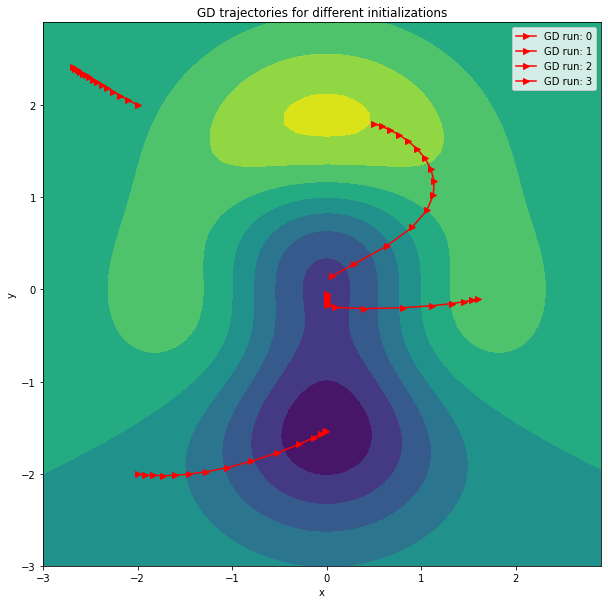 GD trajectories for different initializations
GD run: 0
GD run: 1
GD run: 2
GD run: 3
y
2
1
0
−1
−2
−3
−3
−2
−1
0
1
2
x